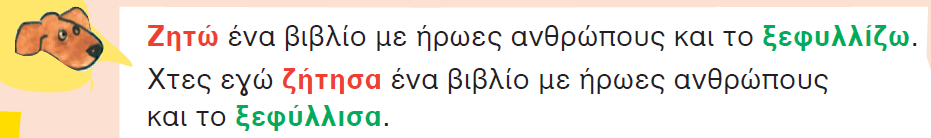 Ζητώ ένα βιβλίο με ήρωες ανθρώπους και το ξεφυλλίζω.
Χτες εγώ ζήτησα ένα βιβλίο με ήρωες ανθρώπους
και το ξεφύλλισα.